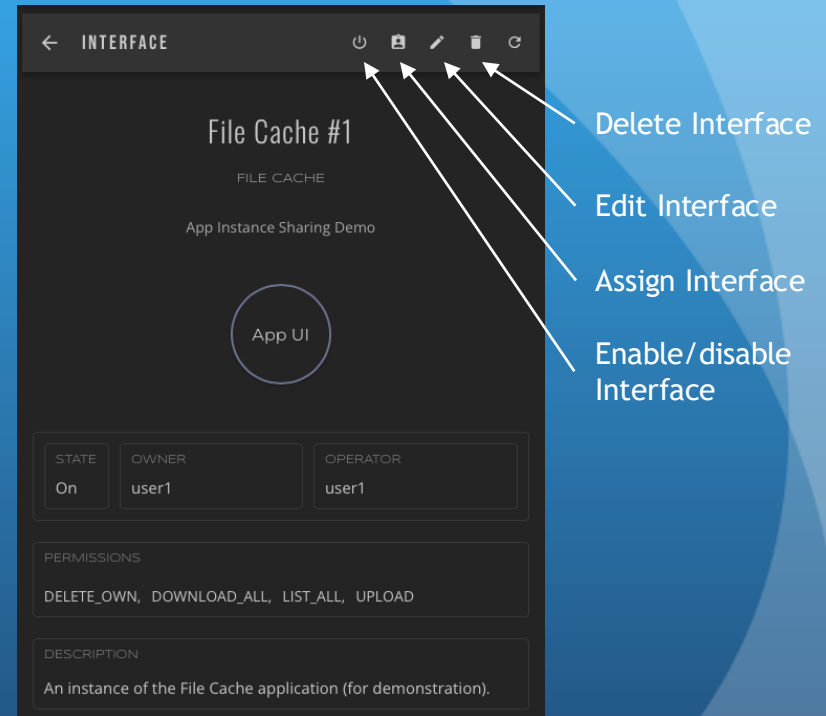 INTERFACE
File Cache #1
FILE CACHE
App Instance Sharing Demo
App UI
STATE
On
OWNER
user1
OPERATOR
user1
PERMISSIONS
DELETE_OWN, DOWNLOAD_ALL, LIST_ALL, UPLOAD
DESCRIPTION
An instance of the File Cache application (for demonstration).
Delete Interface
Edit Interface
Assign Interface
Enable/disable
Interface